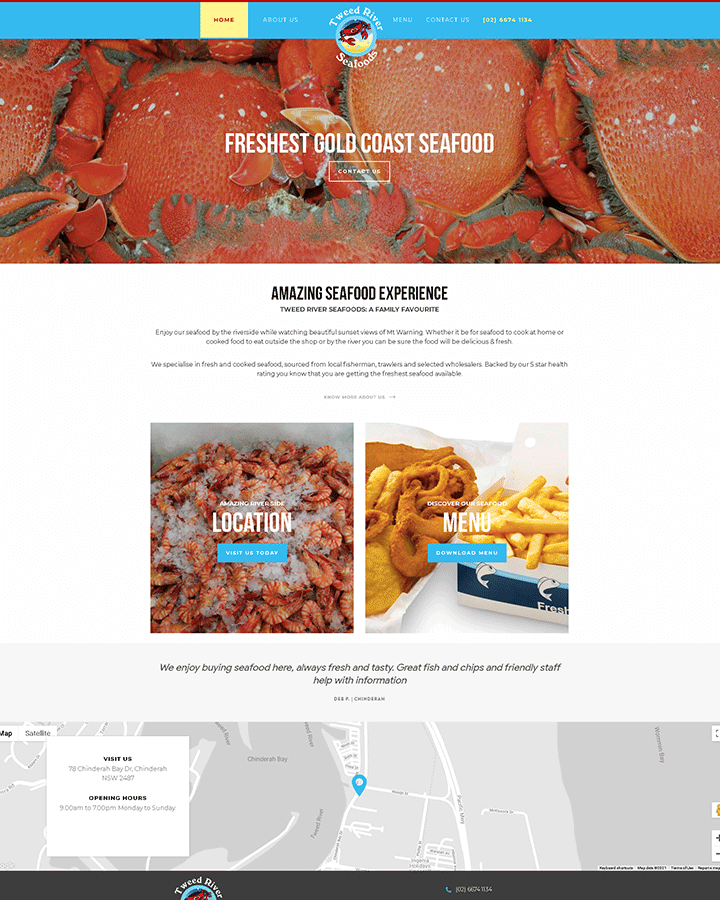 HOME
ABOUT US
Tweed River
Seafoods
MENU
CONTACT US
(02) 6674 1134
FRESHEST GOLD COAST SEAFOOD
CONTACT US
AMAZING SEAFOOD EXPERIENCE
TWEED RIVER SEAFOODS: A FAMILY FAVOURITE
Enjoy our seafood by the riverside while watching beautiful sunset views of Mt Warning. Whether it be for seafood to cook at home or
cooked food to eat outside the shop or by the river you can be sure the food will be delicious & fresh.
We specialise in fresh and cooked seafood, sourced from local fisherman, trawlers and selected wholesalers. Backed by our 5 star health
rating you know that you are getting the freshest seafood available.
KNOW MORE ABOUT US →
AMAZING RIVER SIDE
LOCATION
VISIT US TODAY
DISCOVER OUR SEAFOOD
MENU
DOWNLOAD MENU
Fresh
We enjoy buying seafood here, always fresh and tasty. Great fish and chips and friendly staff
help with information
DEB P. | CHINDERAH
Map
Satellite
VISIT US
78 Chinderah Bay Dr, Chinderah
NSW 2487
OPENING HOURS
9:00am to 7:00pm Monday to Sunday.
Chinderah Bay
Tweed River
Pacific Mwy
Wommin Bay
Waugh St
Ingenia
Holidays
Keyboard shortcuts
Map data ©2021
Terms of Use
Report a map
Tweed River
(02) 6674 1134